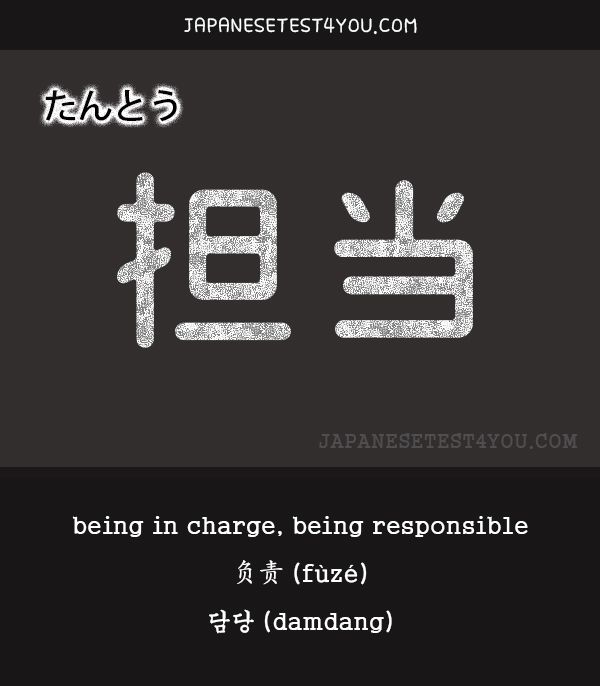 JAPANESETEST4YOU.COM
たんとう
担当
JAPANESETEST4YOU.COM
being in charge, being responsible
负责 (fùzé)
담당 (damdang)